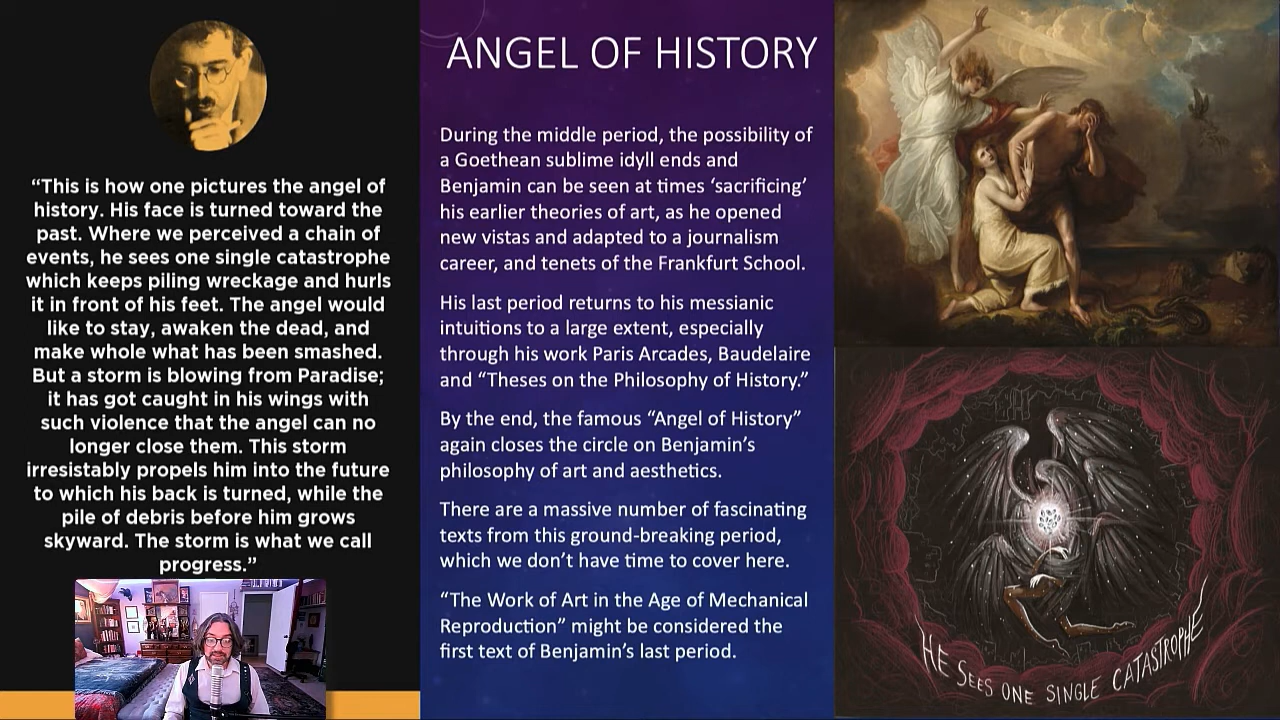 “This is how one pictures the angel of
history. His face is turned toward the
past. Where we perceived a chain of
events, he sees one single catastrophe
which keeps piling wreckage and hurls
it in front of his feet. The angel would
like to stay, awaken the dead, and
make whole what has been smashed.
But a storm is blowing from Paradise;
it has got caught in his wings with
such violence that the angel can no
longer close them. This storm
irresistably propels him into the future
to which his back is turned, while the
pile of debris before him grows
skyward. The storm is what we call
progress.”
ANGEL OF HISTORY
During the middle period, the possibility of
a Goethean sublime idyll ends and
Benjamin can be seen at times ‘sacrificing’
his earlier theories of art, as he opened
new vistas and adapted to a journalism
career, and tenets of the Frankfurt School.
His last period returns to his messianic
intuitions to a large extent, especially
through his work Paris Arcades, Baudelaire
and “Theses on the Philosophy of History.”
By the end, the famous “Angel of History”
again closes the circle on Benjamin’s
philosophy of art and aesthetics.
There are a massive number of fascinating
texts from this ground-breaking period,
which we don’t have time to cover here.
“The Work of Art in the Age of Mechanical
Reproduction” might be considered the
first text of Benjamin’s last period.
HE SEES ONE SINGLE CATASTROPHE